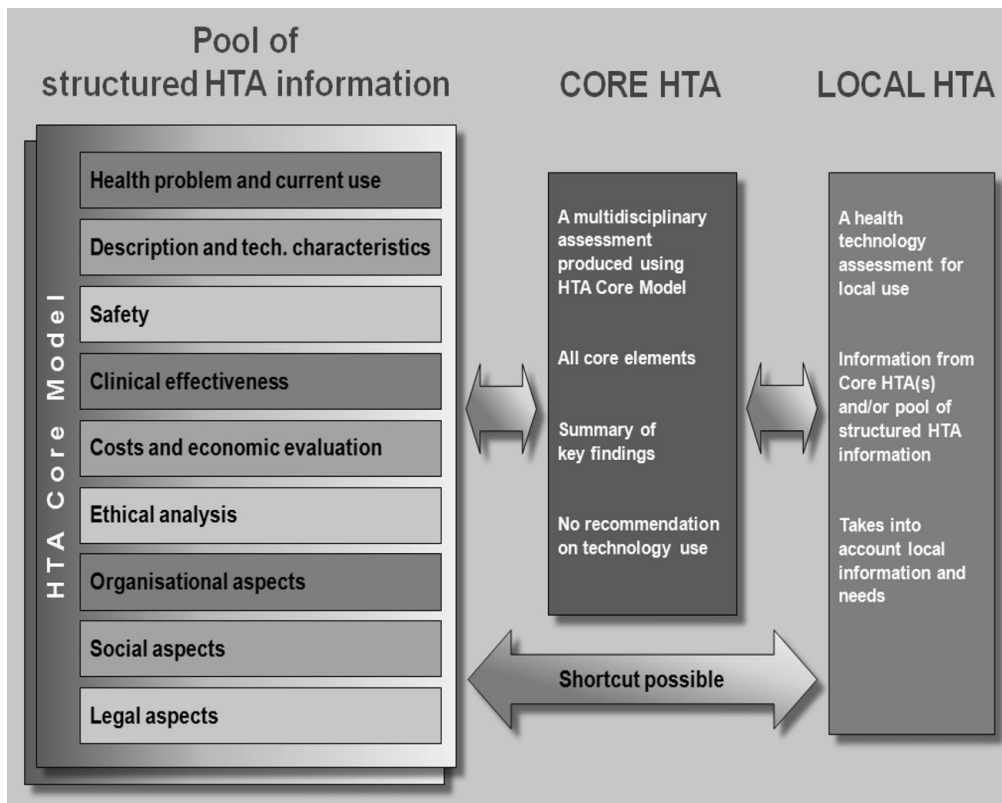 Pool of
structured HTA information
HTA Core Model
Health problem and current use
Description and tech. characteristics
Safety
Clinical effectiveness
Costs and economic evaluation
Ethical analysis
Organisational aspects
Social aspects
Legal aspects
CORE HTA
A multidisciplinary
assessment
produced using
HTA Core Model
All core elements
Summary of
key findings
No recommendation
on technology use
LOCAL HTA
A health
technology
assessment for
local use
Information from
Core HTA(s)
and/or pool of
structured HTA
information
Takes into
account local
information and
needs
Shortcut possible